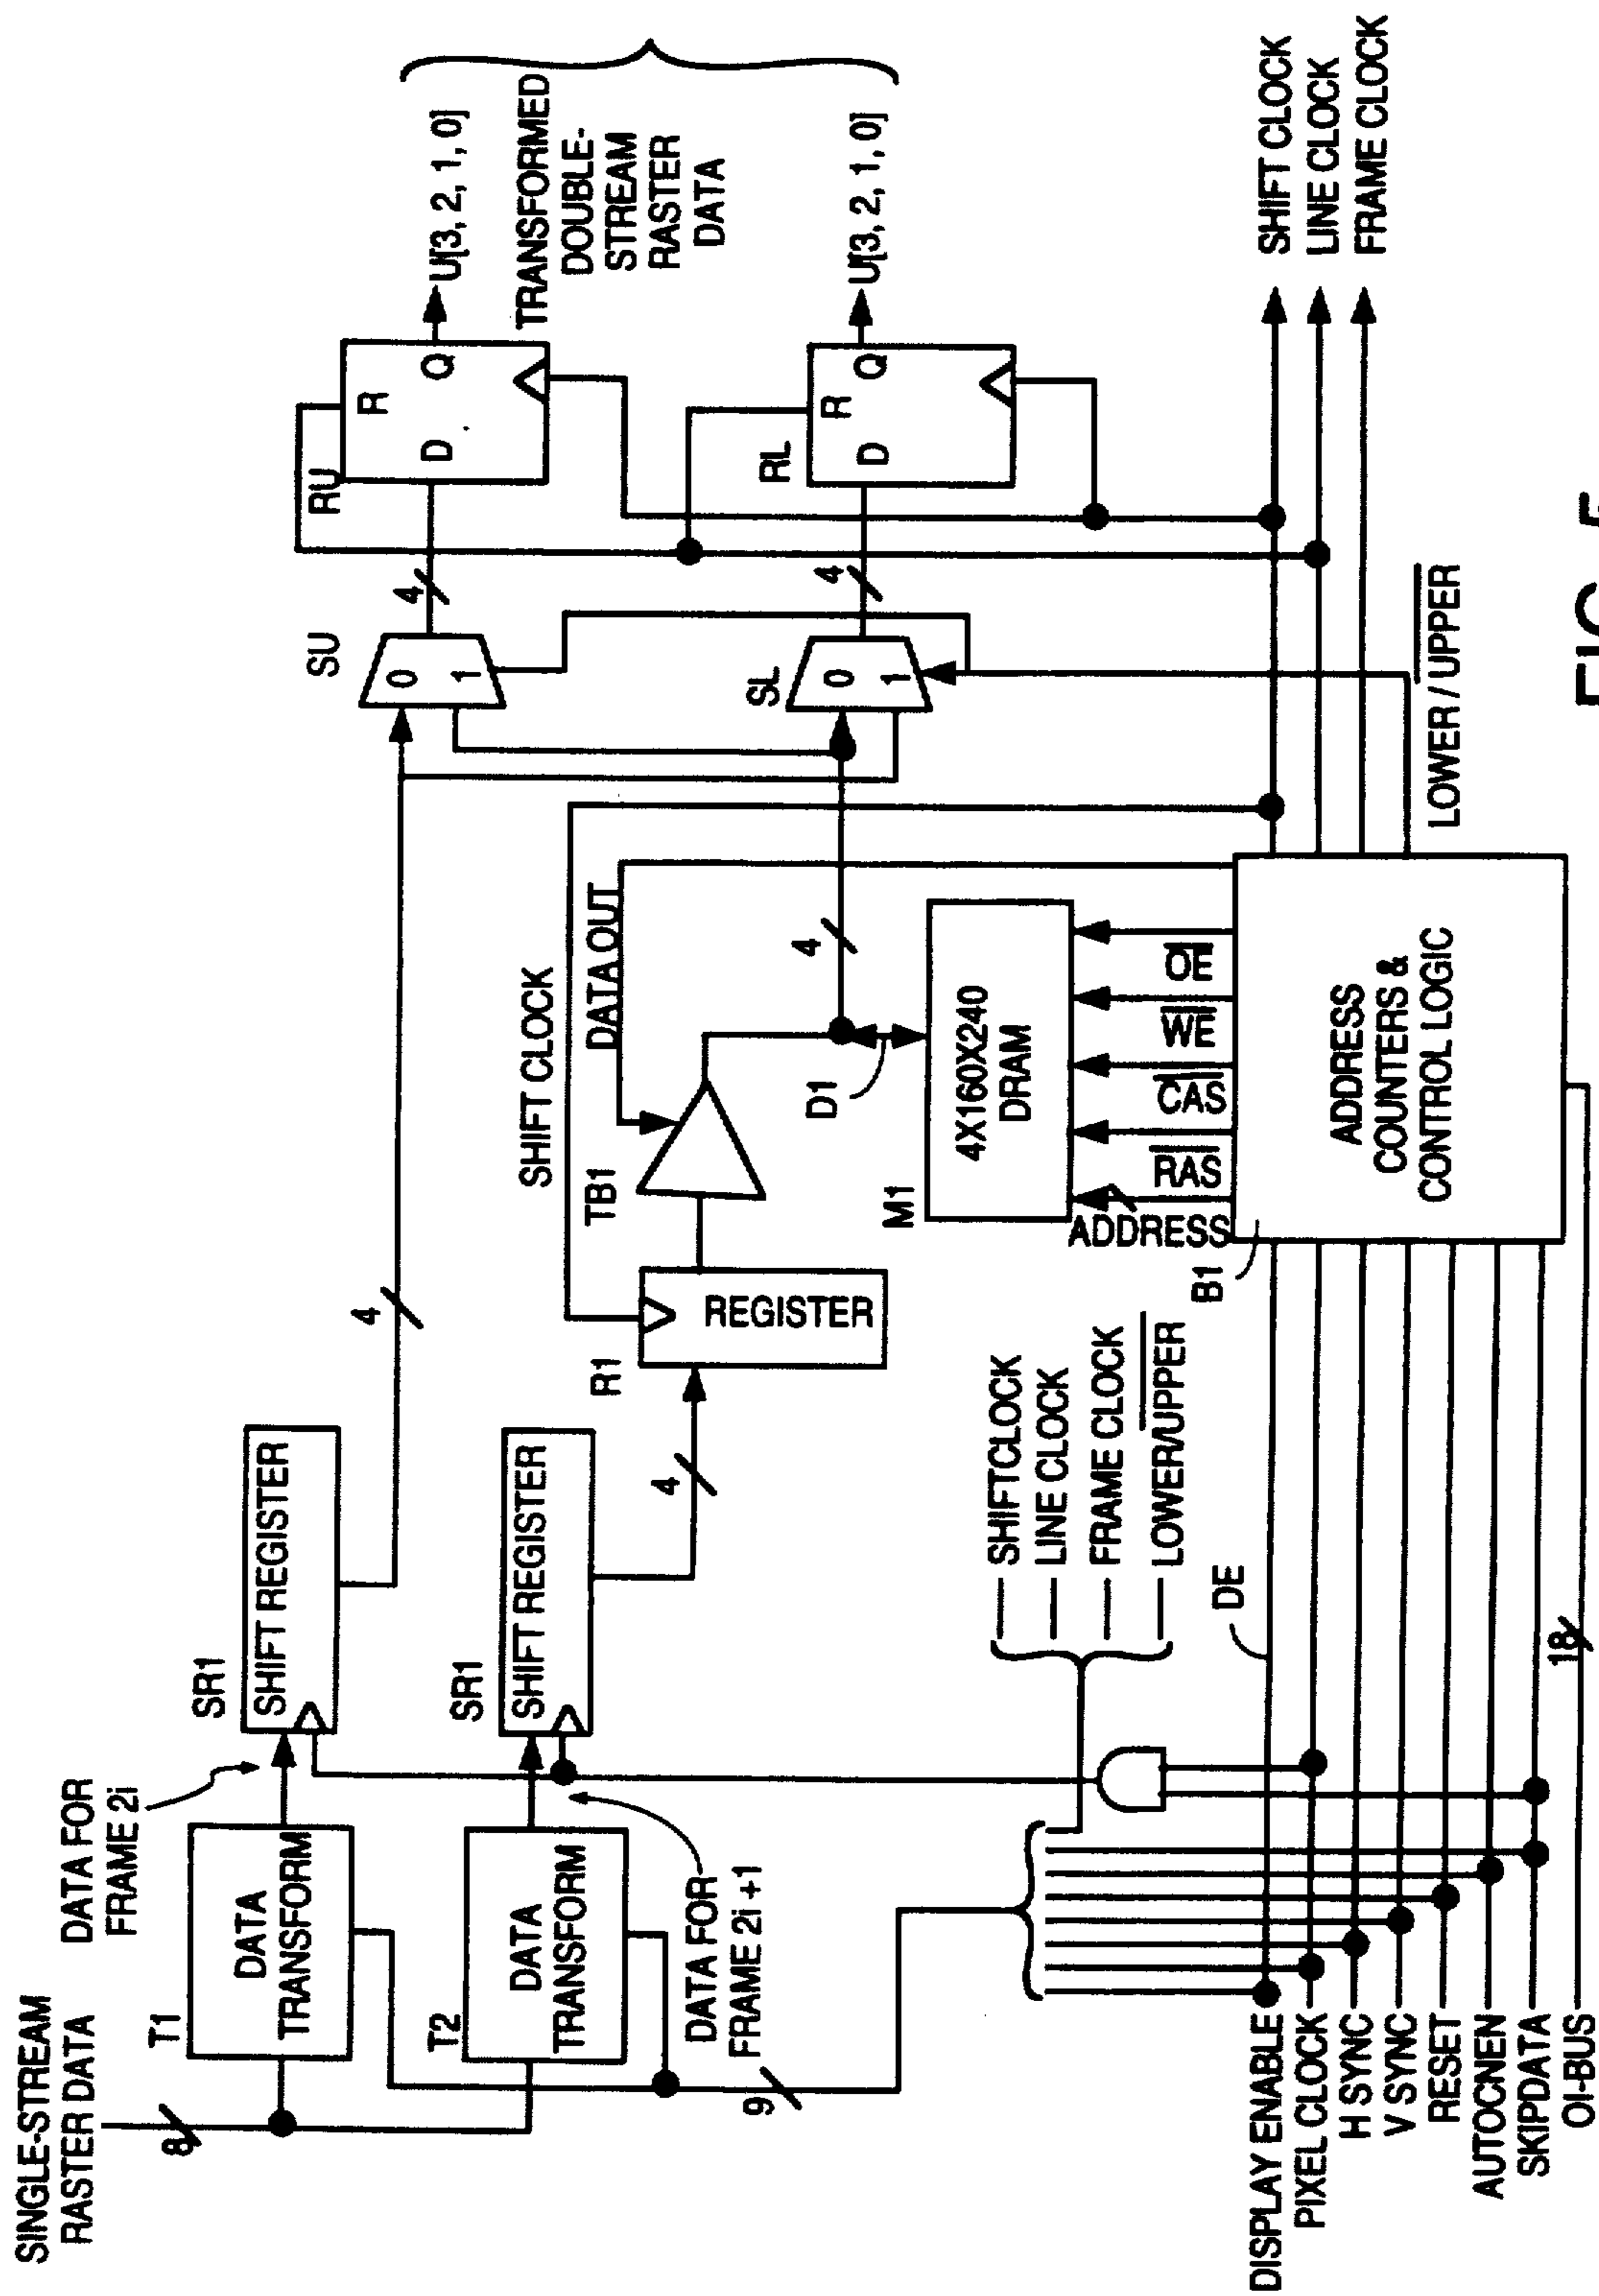 SINGLE-STREAM
RASTER DATA
8
T1
DATA
TRANSFORM
DATA FOR
FRAME 2i
SR1
SHIFT REGISTER
4
T2
DATA
TRANSFORM
DATA FOR
FRAME 2i +1
9
SR1
SHIFT REGISTER
4
R1
REGISTER
SHIFT CLOCK
TB1
DATA OUT
D1
4
M1
4X160X240
DRAM
ADDRESS
RAS
CAS
WE
OE
B1
ADDRESS
COUNTERS &
CONTROL LOGIC
SU
0
1
4
SL
0
1
4
RU
R
D
Q
U[3, 2, 1, 0]
RL
R
D
Q
U[3, 2, 1, 0]
TRANSFORMED
DOUBLE-
STREAM
RASTER
DATA
SHIFT CLOCK
LINE CLOCK
FRAME CLOCK
LOWER / UPPER
SHIFTCLOCK
LINE CLOCK
FRAME CLOCK
LOWER/UPPER
DE
DISPLAY ENABLE
PIXEL CLOCK
H SYNC
V SYNC
RESET
AUTOCNEN
SKIPDATA
OI-BUS
18